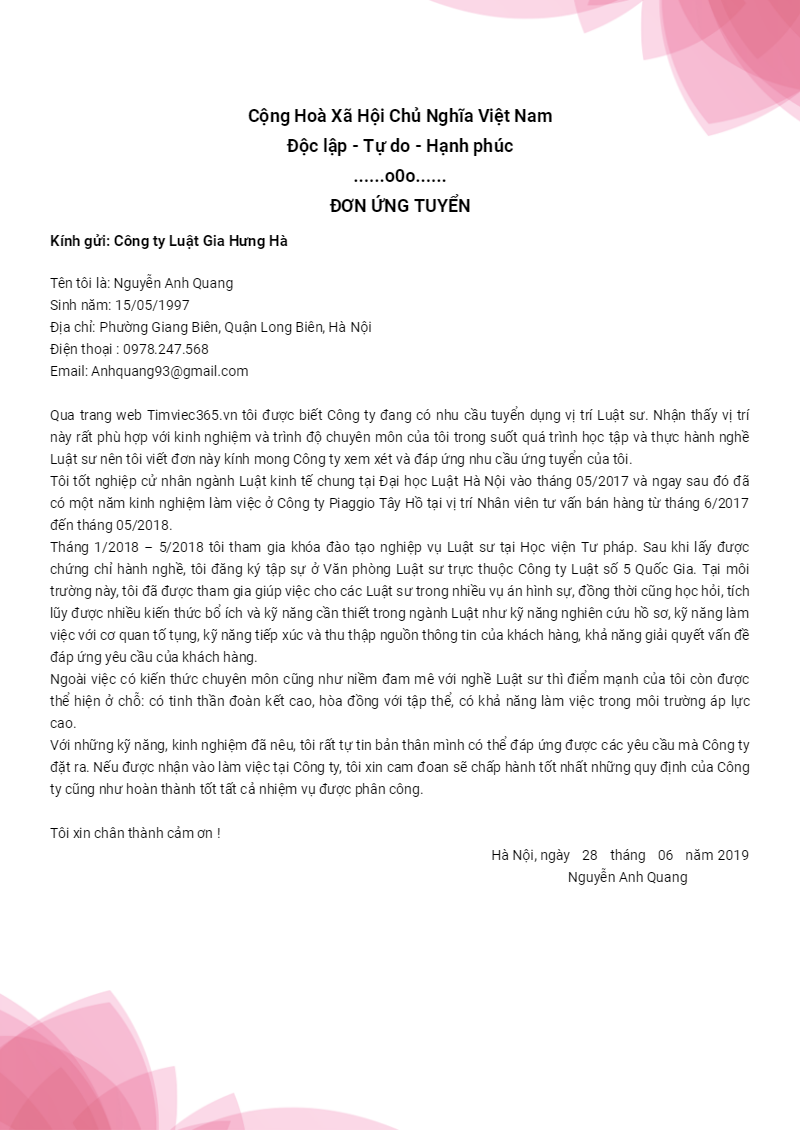 Cộng Hoà Xã Hội Chủ Nghĩa Việt Nam
Độc lập - Tự do - Hạnh phúc
......o0o......
ĐƠN ỨNG TUYỂN
Kính gửi: Công ty Luật Gia Hưng Hà
Tên tôi là: Nguyễn Anh Quang
Sinh năm: 15/05/1997
Địa chỉ: Phường Giang Biên, Quận Long Biên, Hà Nội
Điện thoại : 0978.247.568
Email: Anhquang93@gmail.com
Qua trang web Timviec365.vn tôi được biết Công ty đang có nhu cầu tuyển dụng vị trí Luật sư. Nhận thấy vị trí
này rất phù hợp với kinh nghiệm và trình độ chuyên môn của tôi trong suốt quá trình học tập và thực hành nghề
Luật sư nên tôi viết đơn này kính mong Công ty xem xét và đáp ứng nhu cầu ứng tuyển của tôi.
Tôi tốt nghiệp cử nhân ngành Luật kinh tế chung tại Đại học Luật Hà Nội vào tháng 05/2017 và ngay sau đó đã
có một năm kinh nghiệm làm việc ở Công ty Piaggio Tây Hồ tại vị trí Nhân viên tư vấn bán hàng từ tháng 6/2017
đến tháng 05/2018.
Tháng 1/2018 – 5/2018 tôi tham gia khóa đào tạo nghiệp vụ Luật sư tại Học viện Tư pháp. Sau khi lấy được
chứng chỉ hành nghề, tôi đăng ký tập sự ở Văn phòng Luật sư trực thuộc Công ty Luật số 5 Quốc Gia. Tại môi
trường này, tôi đã được tham gia giúp việc cho các Luật sư trong nhiều vụ án hình sự, đồng thời cũng học hỏi, tích
lũy được nhiều kiến thức bổ ích và kỹ năng cần thiết trong ngành Luật như kỹ năng nghiên cứu hồ sơ, kỹ năng làm
việc với cơ quan tố tụng, kỹ năng tiếp xúc và thu thập nguồn thông tin của khách hàng, khả năng giải quyết vấn đề
đáp ứng yêu cầu của khách hàng.
Ngoài việc có kiến thức chuyên môn cũng như niềm đam mê với nghề Luật sư thì điểm mạnh của tôi còn được
thể hiện ở chỗ: có tinh thần đoàn kết cao, hòa đồng với tập thể, có khả năng làm việc trong môi trường áp lực
cao.
Với những kỹ năng, kinh nghiệm đã nêu, tôi rất tự tin bản thân mình có thể đáp ứng được các yêu cầu mà Công ty
đặt ra. Nếu được nhận vào làm việc tại Công ty, tôi xin cam đoan sẽ chấp hành tốt nhất những quy định của Công
ty cũng như hoàn thành tốt tất cả nhiệm vụ được phân công.
Tôi xin chân thành cảm ơn !
Hà Nội, ngày 28 tháng 06 năm 2019
Nguyễn Anh Quang